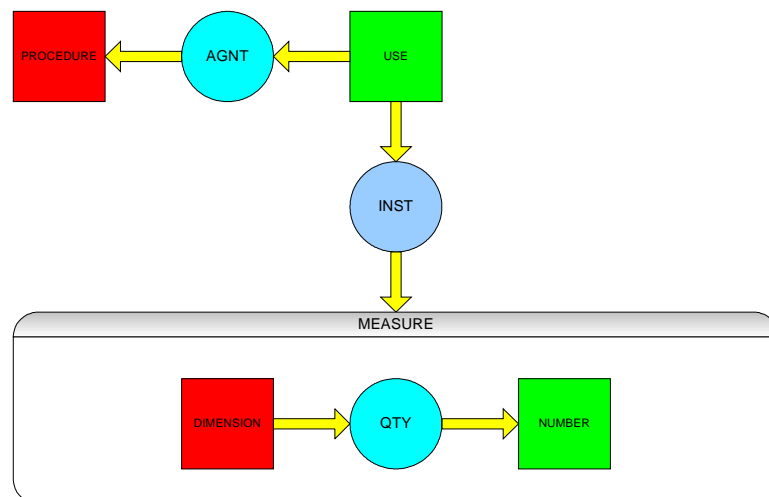 PROCEDURE
AGNT
USE
INST
MEASURE
DIMENSION
QTY
NUMBER